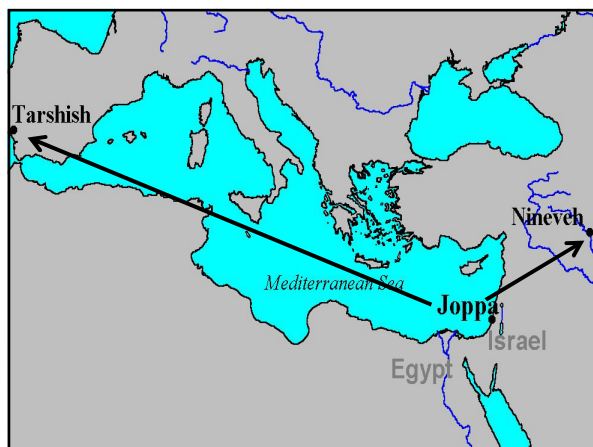 Tarshish
Nineveh
Mediterranean Sea
Joppa
Israel
Egypt